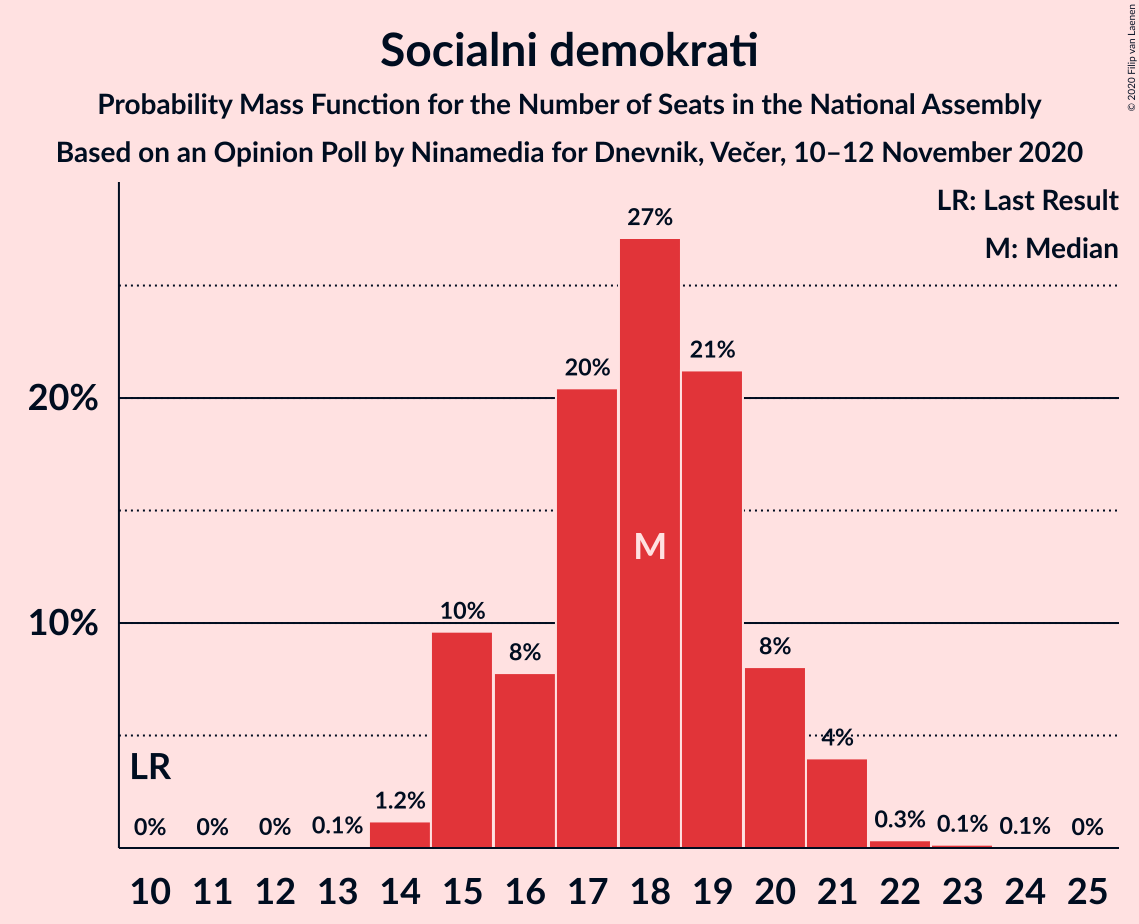 Socialni demokrati
Probability Mass Function for the Number of Seats in the National Assembly
Based on an Opinion Poll by Ninamedia for Dnevnik, Večer, 10–12 November 2020
© 2020 Filip van Laenen
LR: Last Result
M: Median
27%
21%
20%
20%
M
10%
10%
8%
8%
4%
LR
1.2%
0% 0% 0% 0.1% 0.3% 0.1% 0.1% 0%
10 11 12 13 14 15 16 17 18 19 20 21 22 23 24 25